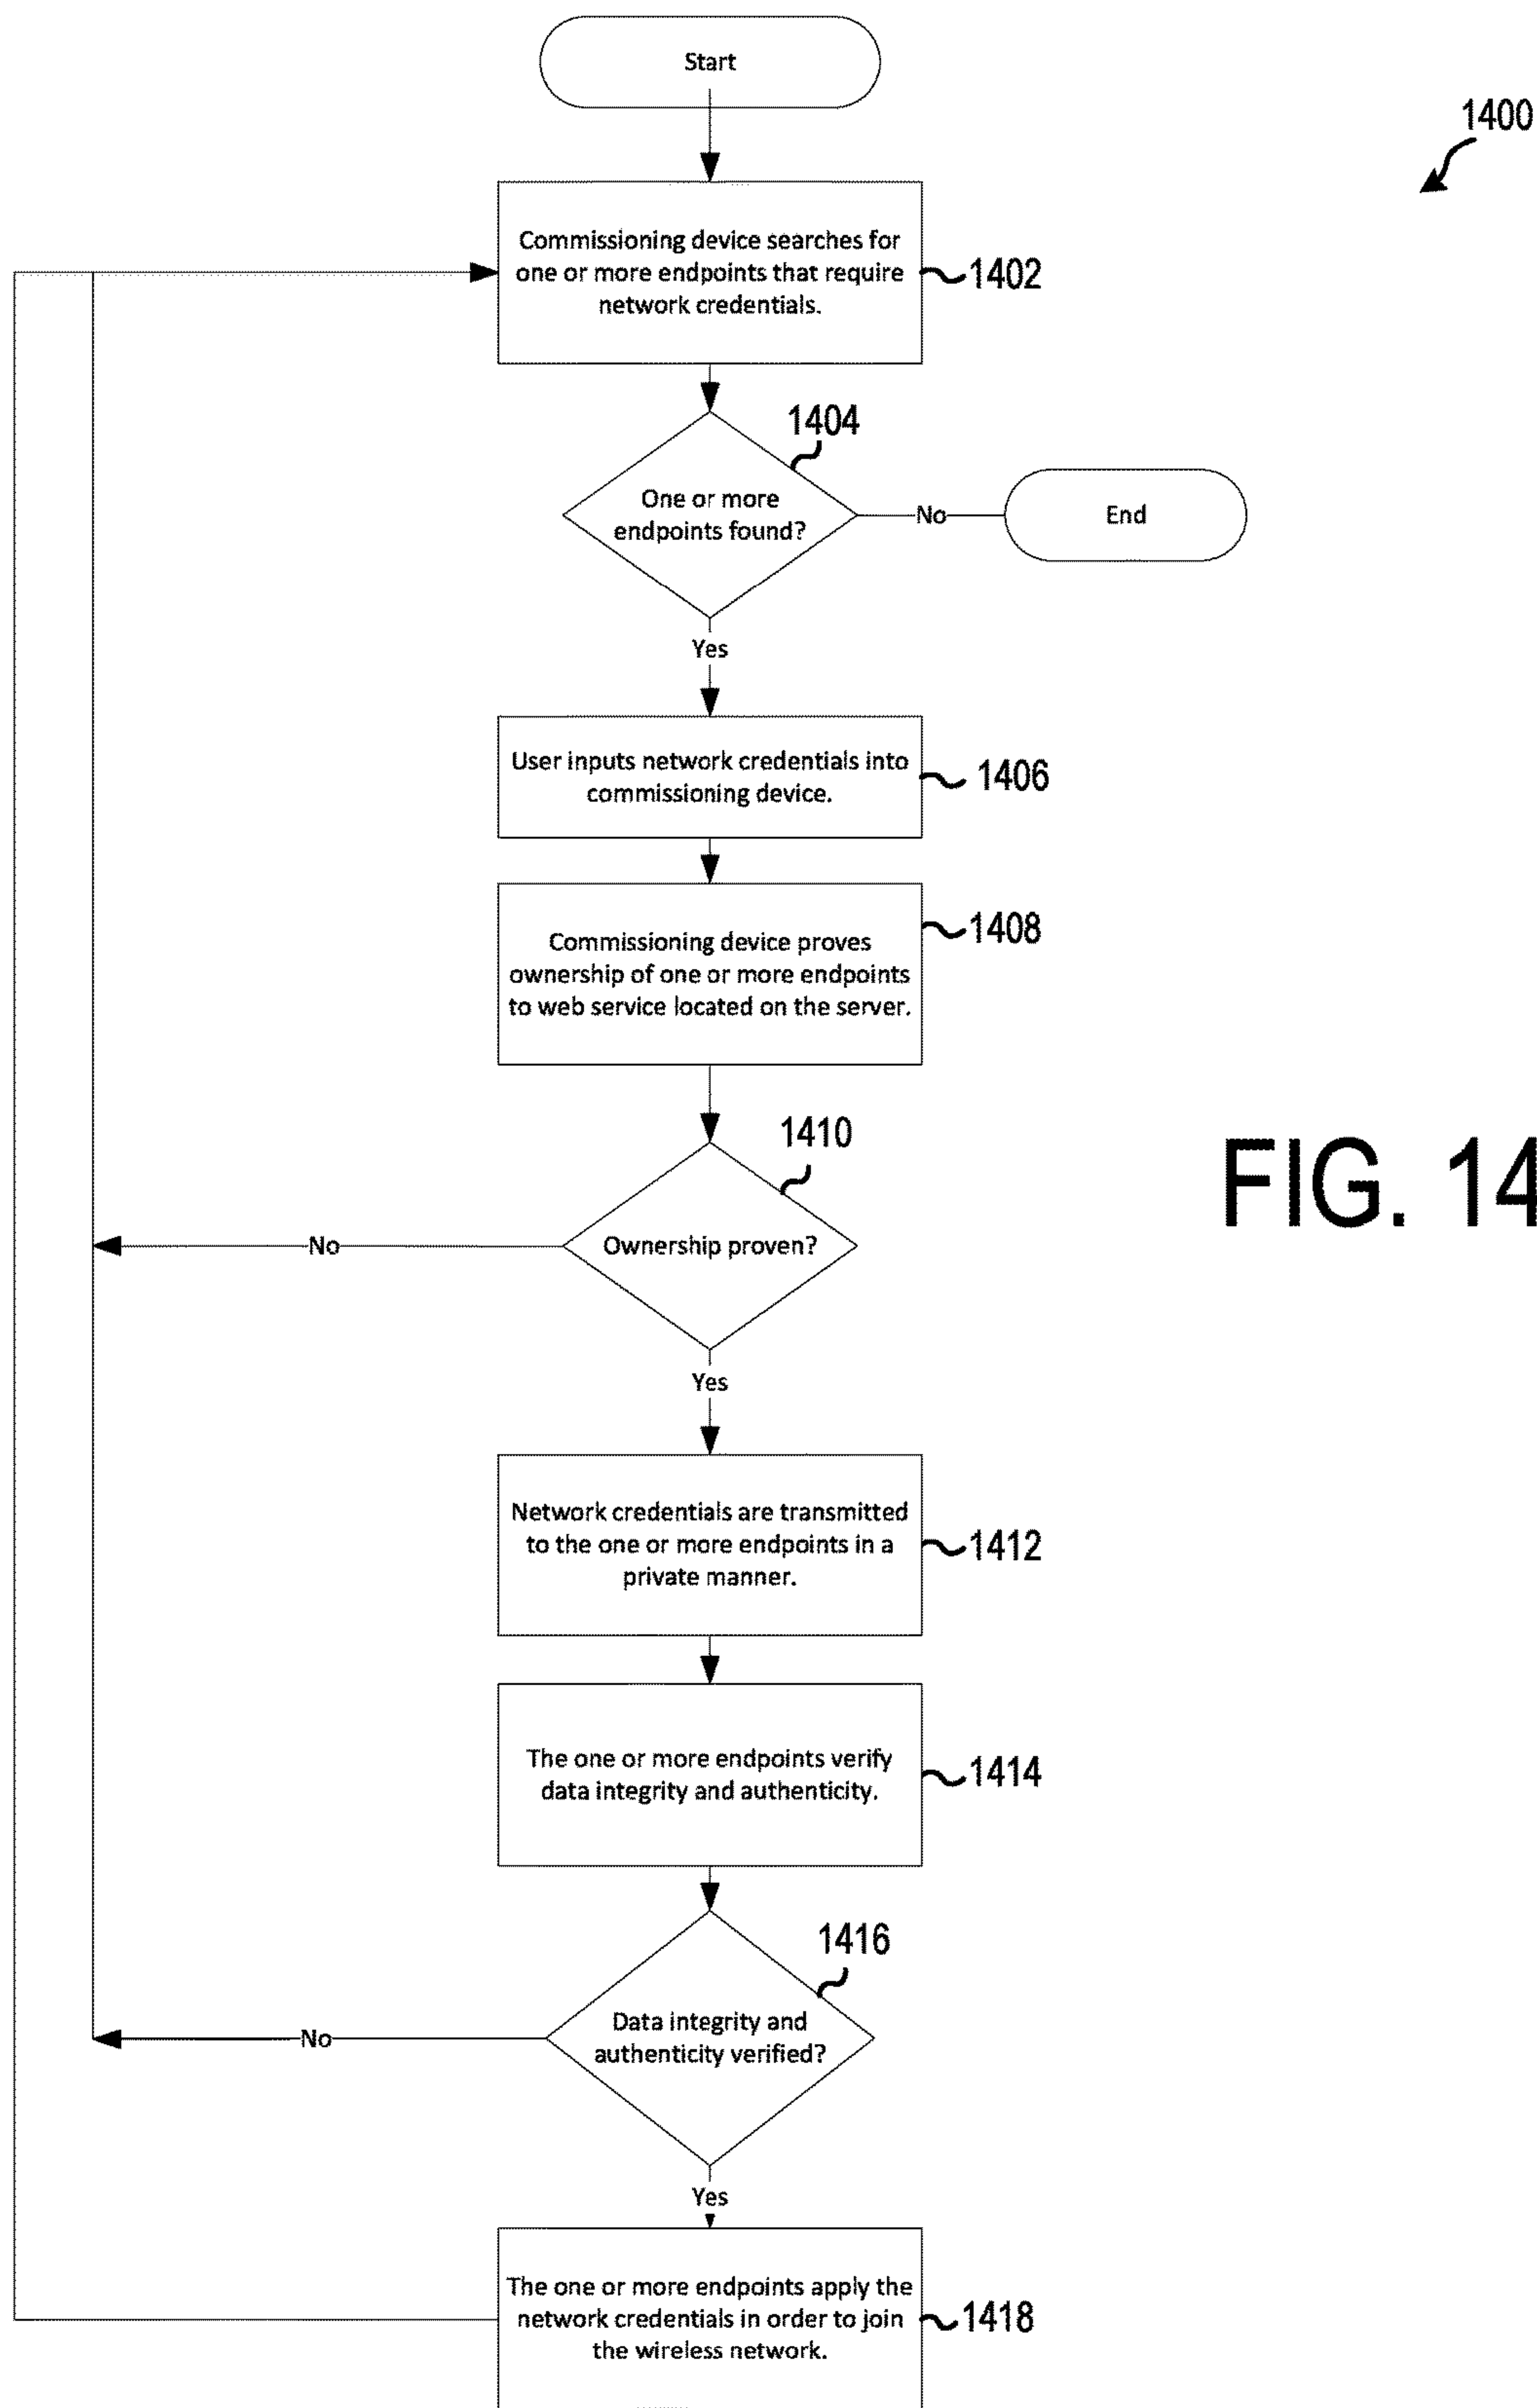 Start
1400
Commissioning device searches for
one or more endpoints that require
network credentials.
1402
1404
One or more
endpoints found?
No
End
Yes
User inputs network credentials into
commissioning device.
1406
Commissioning device proves
ownership of one or more endpoints
to web service located on the server.
1408
1410
Ownership proven?
No
FIG. 14
Yes
Network credentials are transmitted
to the one or more endpoints in a
private manner.
1412
The one or more endpoints verify
data integrity and authenticity.
1414
1416
Data integrity and
authenticity verified?
No
Yes
The one or more endpoints apply the
network credentials in order to join
the wireless network.
1418